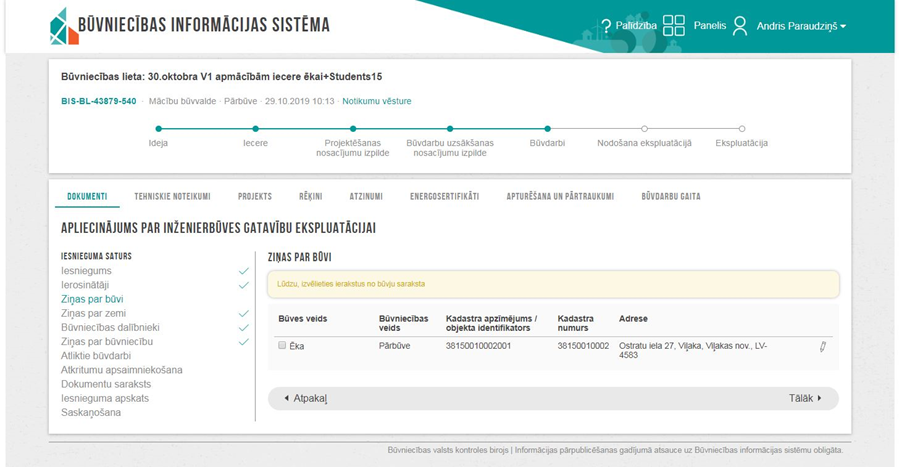 BŪVNIECĪBAS INFORMĀCIJAS SISTĒMA
? Palīdzība Panelis Andris Paraudziņš
Būvniecības lieta: 30.oktobra V1 apmācībām iecere ēkai+Students15
BIS-BL-43879-540 · Mācību būvvalde · Pārbūve · 29.10.2019 10:13 · Notikumu vēsture
Ideja Iecere Projektēšanas nosacījumu izpilde Būvdarbu uzsākšanas nosacījumu izpilde Būvdarbi Nodošana ekspluatācijā Ekspluatācija
DOKUMENTI TEHNISKIE NOTEIKUMI PROJEKTS RĒĶINI ATZINUMI ENERGOSERTIFIKĀTI APTURĒŠANA UN PĀRTRAUKUMI BŪVDARBU GAITA
APLIECINĀJUMS PAR INŽENIERBŪVES GATAVĪBU EKSPLUATĀCIJAI
IESNIEGUMA SATURS
Iesniegums
Ierosinātāji
Ziņas par būvi
Ziņas par zemi
Būvniecības dalībnieki
Ziņas par būvniecību
Atliktie būvdarbi
Atkritumu apsaimniekošana
Dokumentu saraksts
Iesnieguma apskats
Saskaņošana
ZIŅAS PAR BŪVI
Lūdzu, izvēlieties ierakstus no būvju saraksta
Būves veids Būvniecības veids Kadastra apzīmējums / objekta identifikators Kadastra numurs Adrese
Ēka Pārbūve 38150010002001 38150010002 Ostratu iela 27, Viļaka, Viļakas nov., LV-
4583
Atpakaļ Tālāk
Būvniecības valsts kontroles birojs | Informācijas pārpublicēšanas gadījumā atsauce uz Būvniecības informācijas sistēmu obligāta.